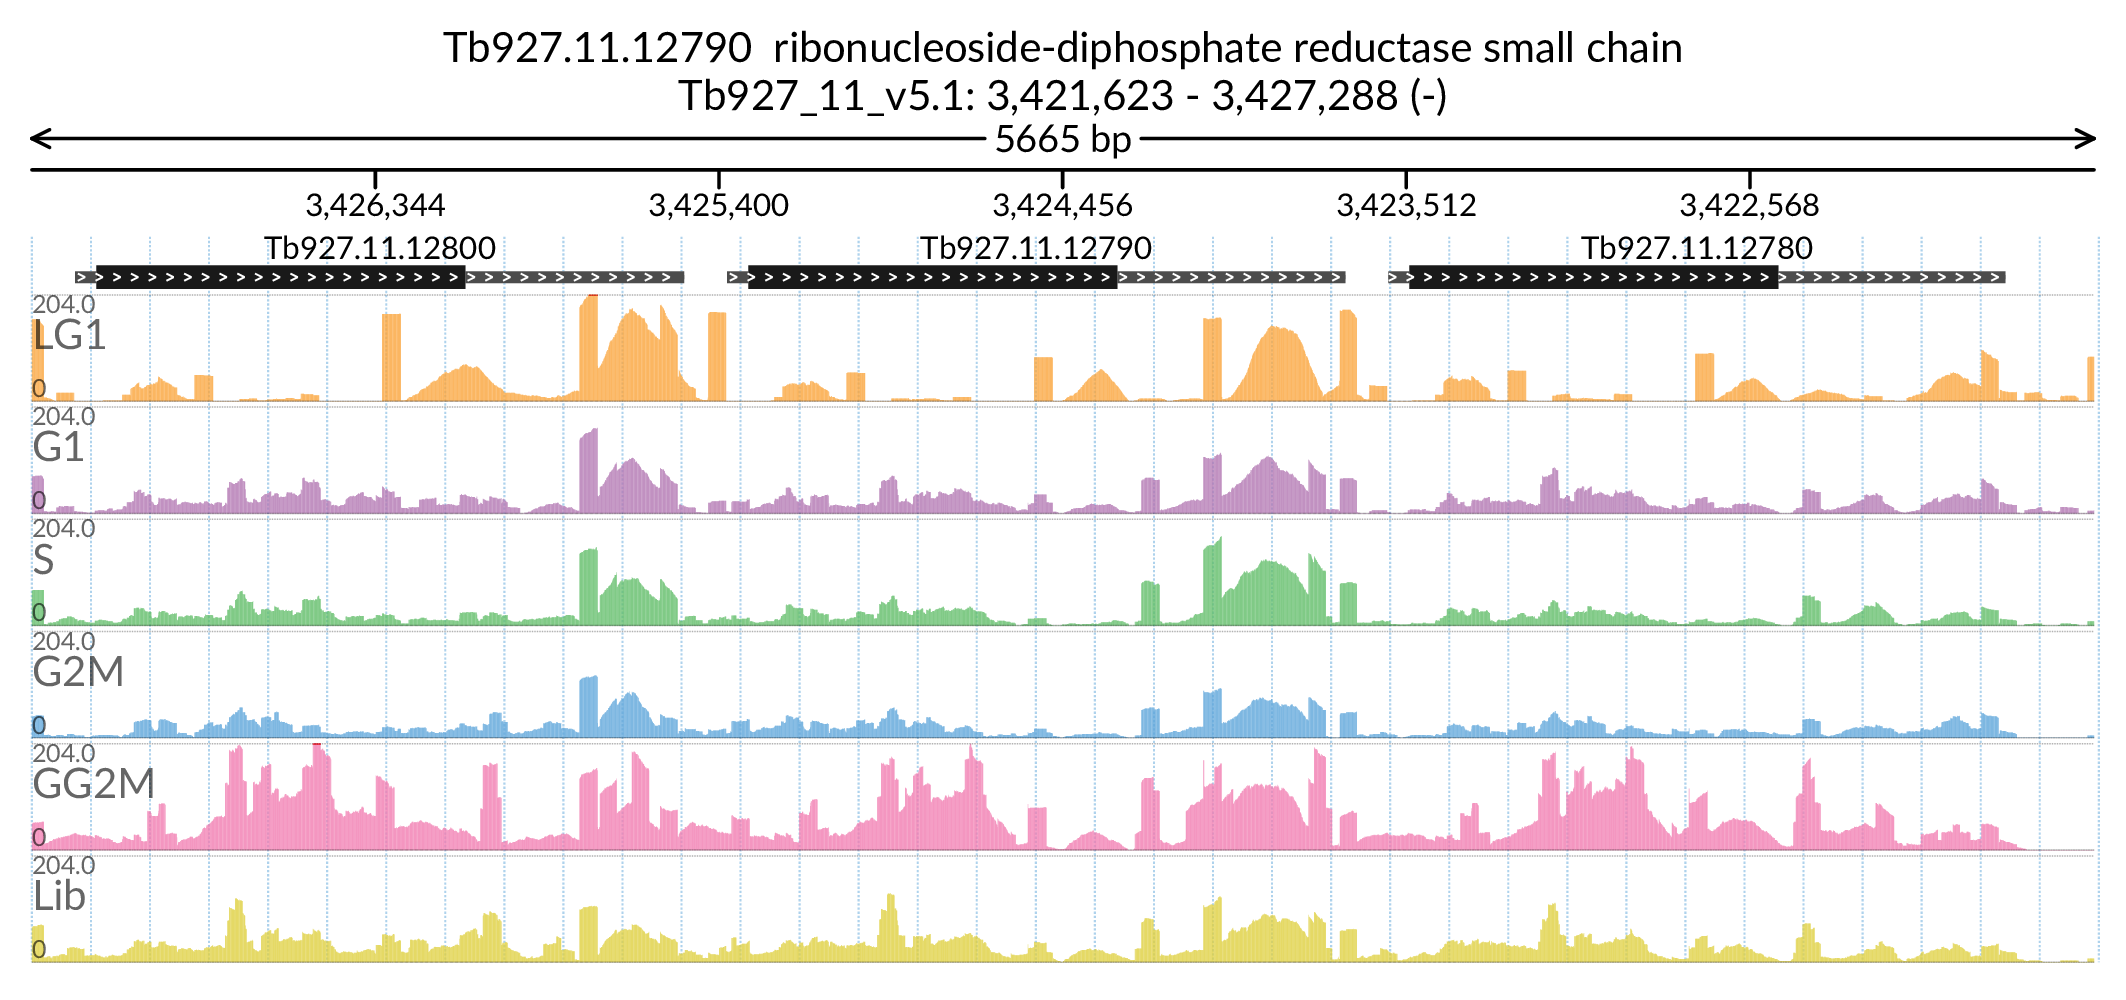 Tb927.11.12790  ribonucleoside-diphosphate reductase small chain
Tb927_11_v5.1: 3,421,623 - 3,427,288 (-)
5665 bp
3,426,344 3,425,400 3,424,456 3,423,512 3,422,568
Tb927.11.12800 Tb927.11.12790 Tb927.11.12780
204.0
LG1
0
204.0
G1
0
204.0
S
0
204.0
G2M
0
204.0
GG2M
0
204.0
Lib
0